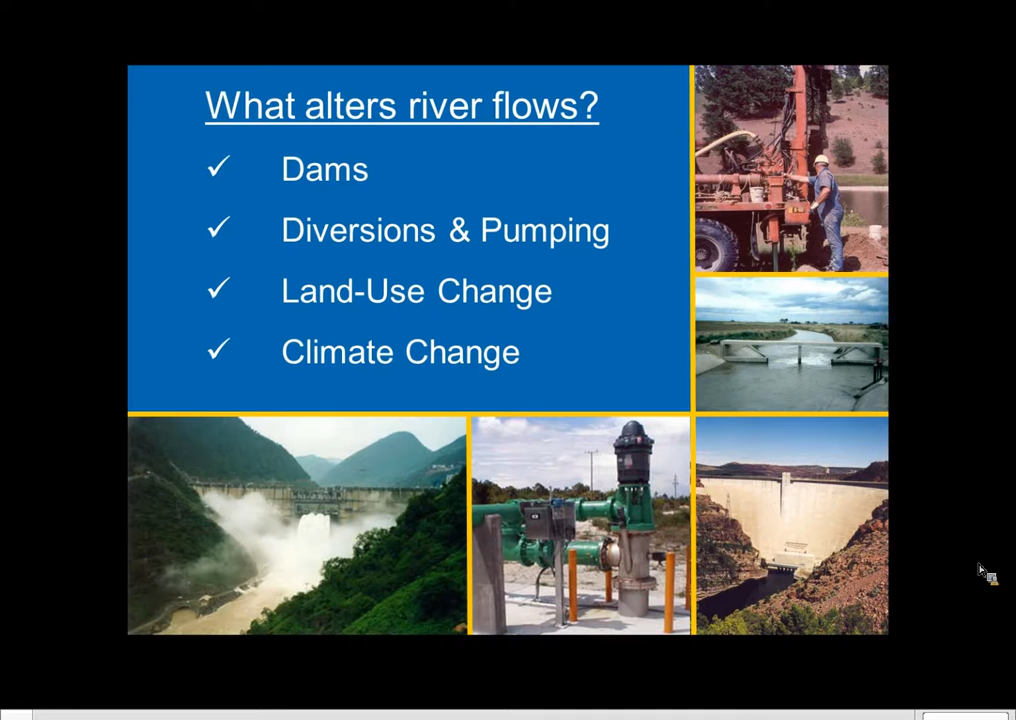 What alters river flows?
✓ Dams
✓ Diversions & Pumping
✓ Land-Use Change
✓ Climate Change